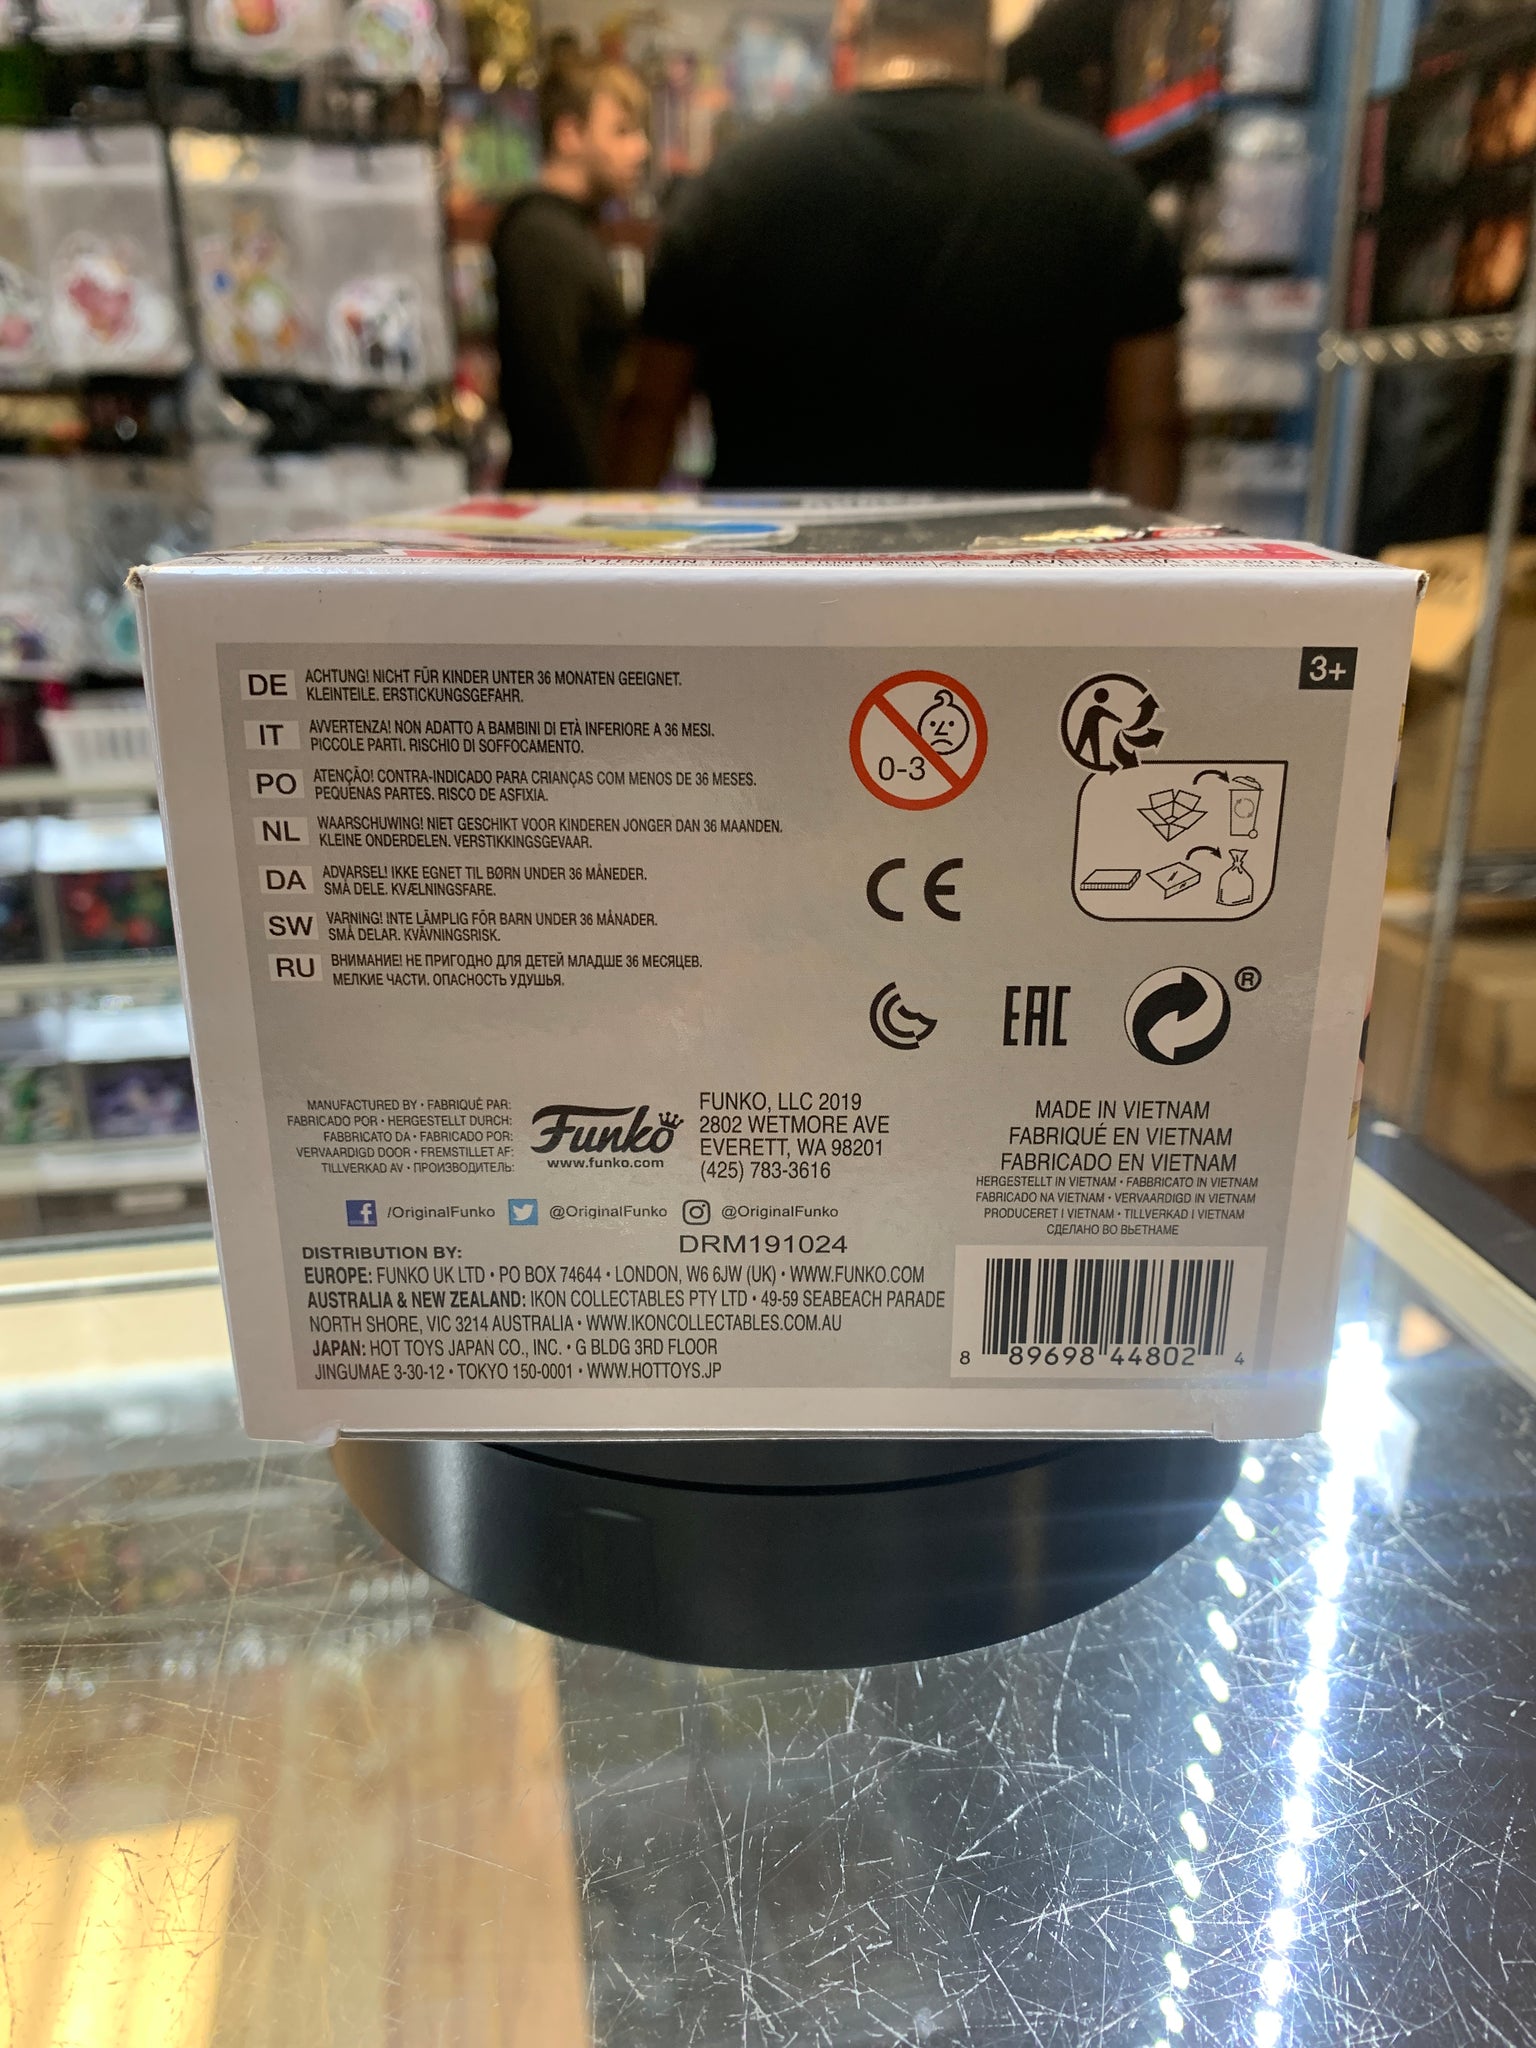 ATTENTION:
3+
DE ACHTUNG! NICHT FÜR KINDER UNTER 36 MONATEN GEEIGNET.
KLEINTEILE. ERSTICKUNGSGEFAHR.
IT AVVERTENZA! NON ADATTO A BAMBINI DI ETÀ INFERIORE A 36 MESI.
PICCOLE PARTI. RISCHIO DI SOFFOCAMENTO.
PO ATENÇÃO! CONTRA-INDICADO PARA CRIANÇAS COM MENOS DE 36 MESES.
PEQUENAS PARTES. RISCO DE ASFIXIA.
NL WAARSCHUWING! NIET GESCHIKT VOOR KINDEREN JONGER DAN 36 MAANDEN.
KLEINE ONDERDELEN. VERSTIKKINGSGEVAAR.
DA ADVARSEL! IKKE EGNET TIL BØRN UNDER 36 MÅNEDER.
SMÅ DELE. KVÆLNINGSFARE.
SW VARNING! INTE LÄMPLIG FÖR BARN UNDER 36 MÅNADER.
SMÅ DELAR. KVÄVNINGSRISK.
RU ВНИМАНИЕ! НЕ ПРИГОДНО ДЛЯ ДЕТЕЙ МЛАДШЕ 36 МЕСЯЦЕВ.
МЕЛКИЕ ЧАСТИ. ОПАСНОСТЬ УДУШЬЯ.
0-3
CE
EAC
®
MANUFACTURED BY • FABRIQUÉ PAR:
FABRICADO POR • HERGESTELLT DURCH:
FABBRICATO DA • FABRICADO POR:
VERVAARDIGD DOOR • FREMSTILLET AF:
TILLVERKAD AV • ПРОИЗВОДИТЕЛЬ:
Funko
www.funko.com
FUNKO, LLC 2019
2802 WETMORE AVE
EVERETT, WA 98201
(425) 783-3616
MADE IN VIETNAM
FABRIQUÉ EN VIETNAM
FABRICADO EN VIETNAM
HERGESTELLT IN VIETNAM • FABBRICATO IN VIETNAM
FABRICADO NA VIETNAM • VERVAARDIGD IN VIETNAM
PRODUCERET I VIETNAM • TILLVERKAD I VIETNAM
СДЕЛАНО ВО ВЬЕТНАМЕ
f /OriginalFunko @OriginalFunko @OriginalFunko
DRM191024
DISTRIBUTION BY:
EUROPE: FUNKO UK LTD • PO BOX 74644 • LONDON, W6 6JW (UK) • WWW.FUNKO.COM
AUSTRALIA & NEW ZEALAND: IKON COLLECTABLES PTY LTD • 49-59 SEABEACH PARADE
NORTH SHORE, VIC 3214 AUSTRALIA • WWW.IKONCOLLECTABLES.COM.AU
JAPAN: HOT TOYS JAPAN CO., INC. • G BLDG 3RD FLOOR
JINGUMAE 3-30-12 • TOKYO 150-0001 • WWW.HOTTOYS.JP
8 89698 44802 4